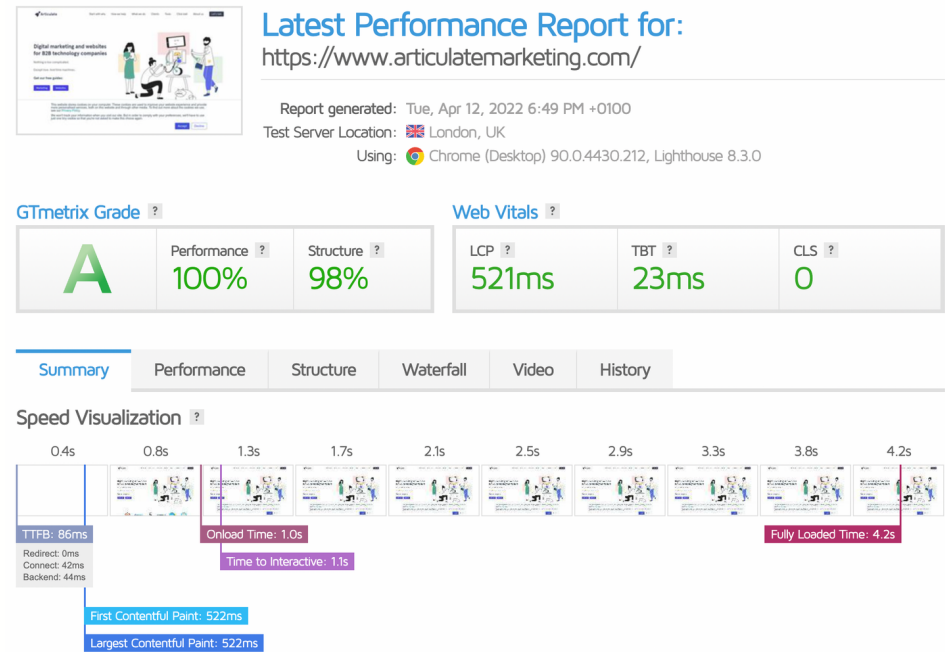 Latest Performance Report for:
https://www.articulatemarketing.com/
Digital marketing and websites
for B2B technology companies
Report generated: Tue, Apr 12, 2022 6:49 PM +0100
Test Server Location: London, UK
Using: Chrome (Desktop) 90.0.4430.212, Lighthouse 8.3.0
GTmetrix Grade ?
Web Vitals ?
A
Performance ? Structure ? LCP ? TBT ? CLS ?
100% 98% 521ms 23ms 0
Summary Performance Structure Waterfall Video History
Speed Visualization ?
0.4s 0.8s 1.3s 1.7s 2.1s 2.5s 2.9s 3.3s 3.8s 4.2s
TTFB: 86ms Onload Time: 1.0s Fully Loaded Time: 4.2s
Redirect: 0ms
Connect: 42ms
Backend: 44ms
Time to Interactive: 1.1s
First Contentful Paint: 522ms
Largest Contentful Paint: 522ms